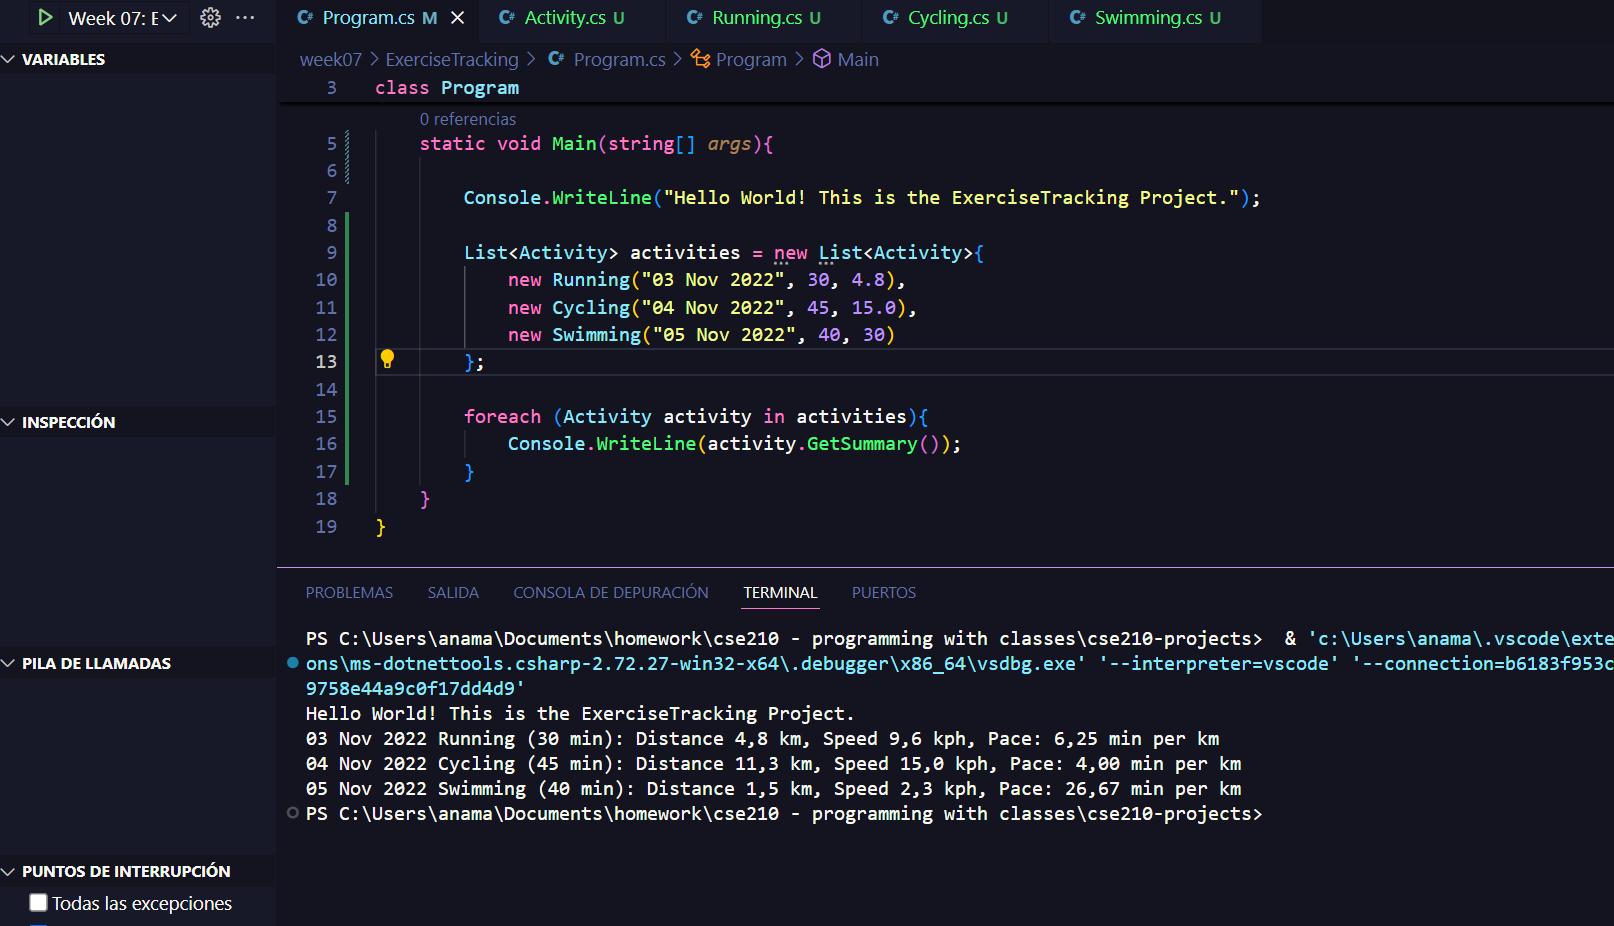 Week 07: E
Program.cs M
Activity.cs U
Running.cs U
Cycling.cs U
Swimming.cs U
VARIABLES
INSPECCIÓN
PILA DE LLAMADAS
PUNTOS DE INTERRUPCIÓN
Todas las excepciones
week07 > ExerciseTracking > C# Program.cs > Program > Main
3 class Program
0 referencias
5 static void Main(string[] args){
6
7 Console.WriteLine("Hello World! This is the ExerciseTracking Project.");
8
9 List<Activity> activities = new List<Activity>{
10 new Running("03 Nov 2022", 30, 4.8),
11 new Cycling("04 Nov 2022", 45, 15.0),
12 new Swimming("05 Nov 2022", 40, 30)
13 };
14
15 foreach (Activity activity in activities){
16 Console.WriteLine(activity.GetSummary());
17 }
18 }
19 }
PROBLEMAS SALIDA CONSOLA DE DEPURACIÓN TERMINAL PUERTOS
PS C:\Users\anama\Documents\homework\cse210 - programming with classes\cse210-projects> & 'c:\Users\anama\.vscode\exte
ons\ms-dotnettools.csharp-2.72.27-win32-x64\.debugger\x86_64\vsdbg.exe' '--interpreter=vscode' '--connection=b6183f953c
9758e44a9c0f17dd4d9'
Hello World! This is the ExerciseTracking Project.
03 Nov 2022 Running (30 min): Distance 4,8 km, Speed 9,6 kph, Pace: 6,25 min per km
04 Nov 2022 Cycling (45 min): Distance 11,3 km, Speed 15,0 kph, Pace: 4,00 min per km
05 Nov 2022 Swimming (40 min): Distance 1,5 km, Speed 2,3 kph, Pace: 26,67 min per km
PS C:\Users\anama\Documents\homework\cse210 - programming with classes\cse210-projects>